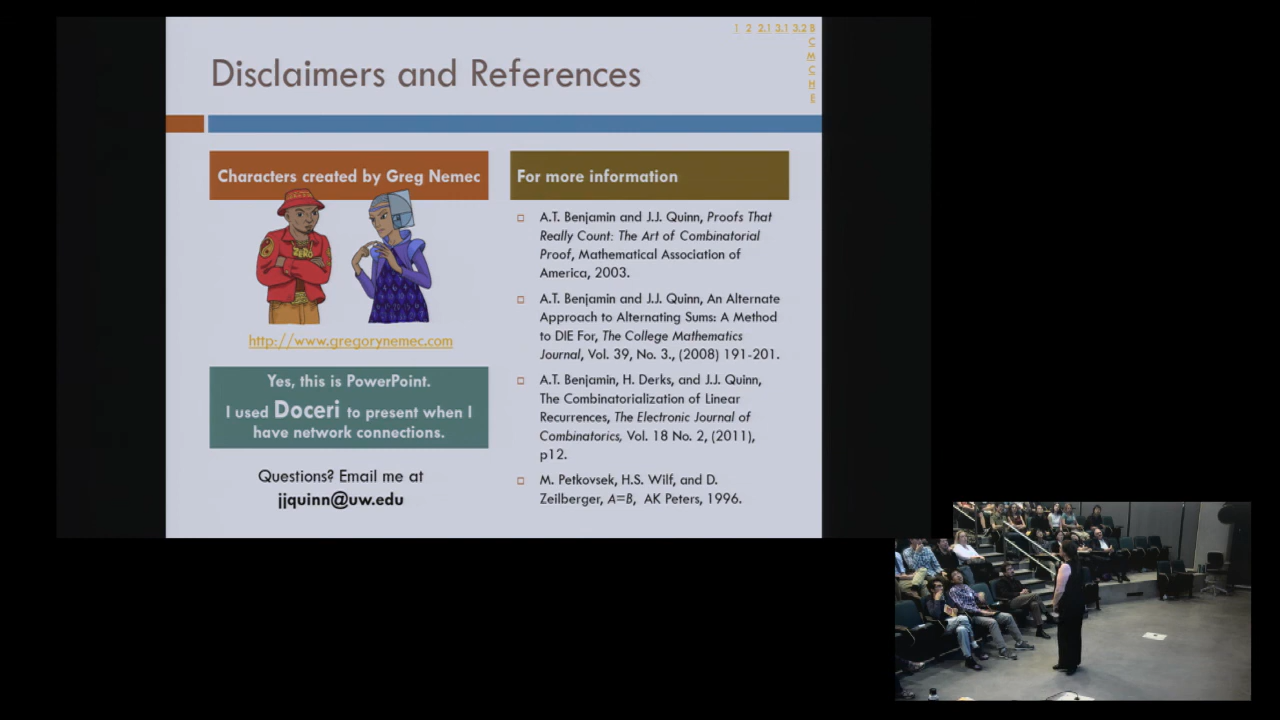 1 2 2.1 3.1 3.2 B
C
M
C
H
E
Disclaimers and References
Characters created by Greg Nemec
ZERO
http://www.gregorynemec.com
Yes, this is PowerPoint.
I used Doceri to present when I
have network connections.
Questions? Email me at
jjquinn@uw.edu
For more information
A.T. Benjamin and J.J. Quinn, Proofs That
Really Count: The Art of Combinatorial
Proof, Mathematical Association of
America, 2003.
A.T. Benjamin and J.J. Quinn, An Alternate
Approach to Alternating Sums: A Method
to DIE For, The College Mathematics
Journal, Vol. 39, No. 3., (2008) 191-201.
A.T. Benjamin, H. Derks, and J.J. Quinn,
The Combinatorialization of Linear
Recurrences, The Electronic Journal of
Combinatorics, Vol. 18 No. 2, (2011),
p12.
M. Petkovsek, H.S. Wilf, and D.
Zeilberger, A=B, AK Peters, 1996.